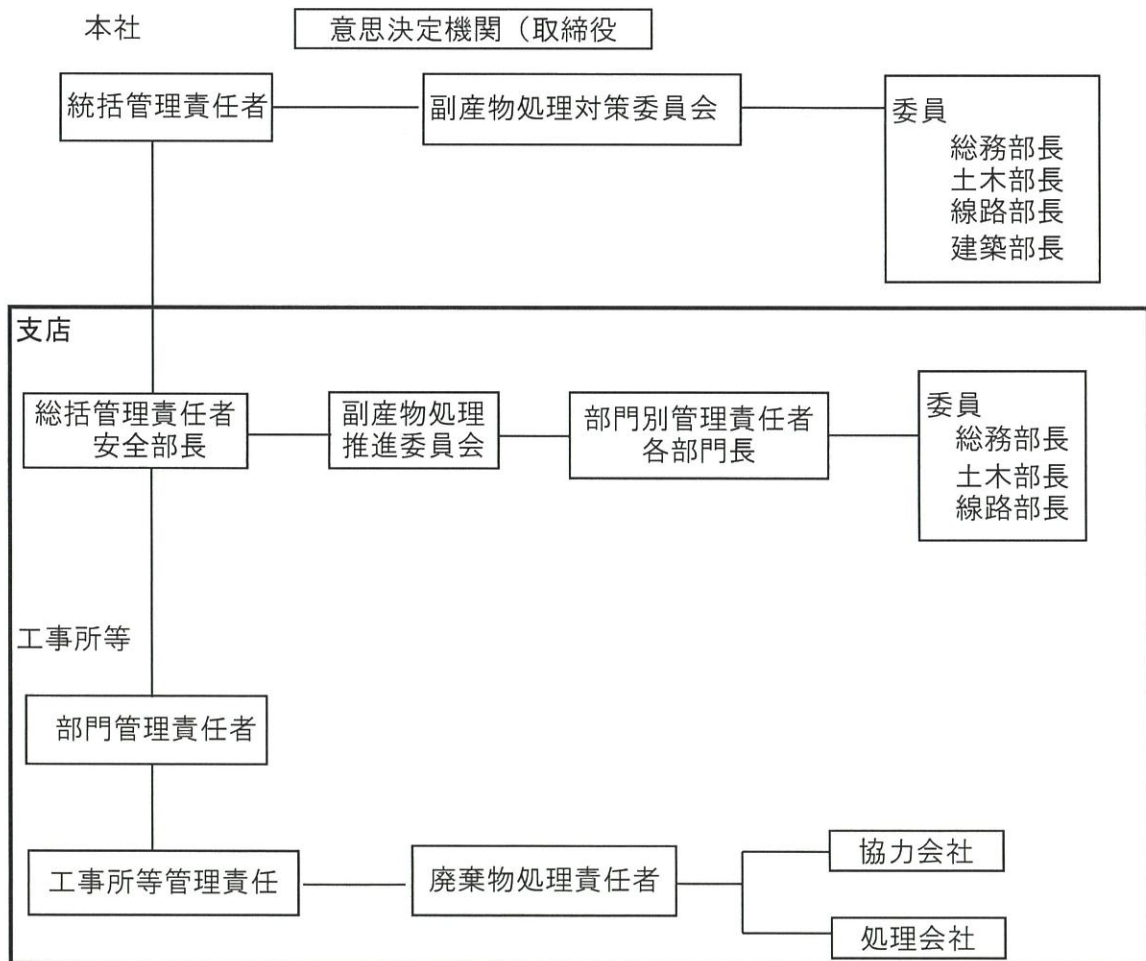 本社
意思決定機関（取締役
統括管理責任者
副産物処理対策委員会
委員
総務部長
土木部長
線路部長
建築部長
支店
総括管理責任者
安全部長
副産物処理
推進委員会
部門別管理責任者
各部門長
委員
総務部長
土木部長
線路部長
工事所等
部門管理責任者
工事所等管理責任
廃棄物処理責任者
協力会社
処理会社